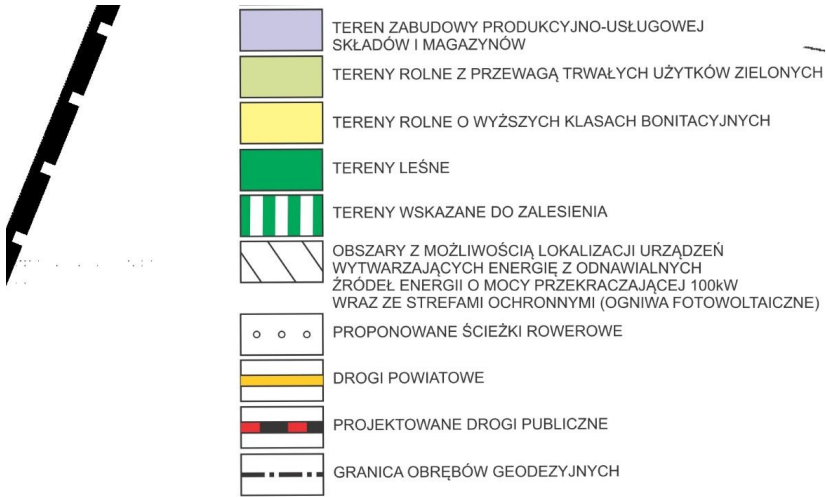 TEREN ZABUDOWY PRODUKCYJNO-USŁUGOWEJ
SKŁADÓW I MAGAZYNÓW
TERENY ROLNE Z PRZEWAGĄ TRWAŁYCH UŻYTKÓW ZIELONYCH
TERENY ROLNE O WYŻSZYCH KLASACH BONITACYJNYCH
TERENY LEŚNE
TERENY WSKAZANE DO ZALESIENIA
OBSZARY Z MOŻLIWOŚCIĄ LOKALIZACJI URZĄDZEŃ
WYTWARZAJĄCYCH ENERGIĘ Z ODNAWIALNYCH
ŹRÓDEŁ ENERGII O MOCY PRZEKRACZAJĄCEJ 100kW
WRAZ ZE STREFAMI OCHRONNYMI (OGNIWA FOTOWOLTAICZNE)
PROPONOWANE ŚCIEŻKI ROWEROWE
DROGI POWIATOWE
PROJEKTOWANE DROGI PUBLICZNE
GRANICA OBRĘBÓW GEODEZYJNYCH